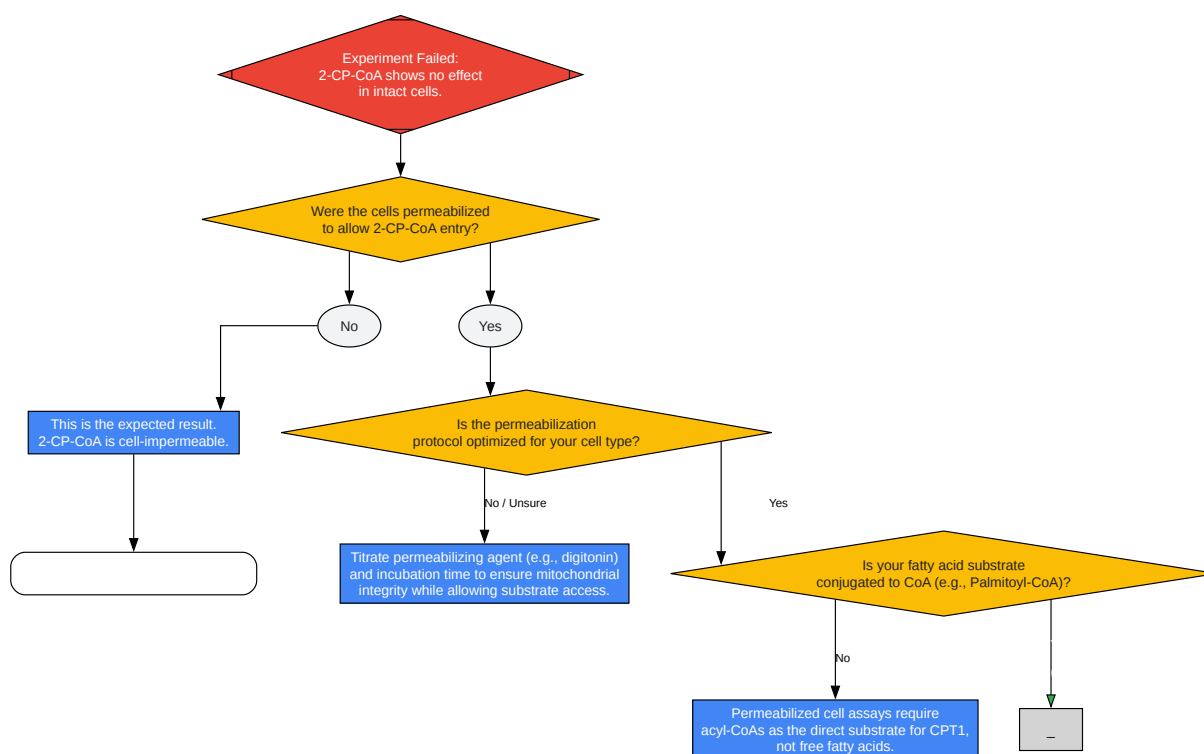 Experiment Failed:
2-CP-CoA shows no effect
in intact cells.
Were the cells permeabilized
to allow 2-CP-CoA entry?
No
Yes
This is the expected result.
2-CP-CoA is cell-impermeable.
Is the permeabilization
protocol optimized for your cell type?
No / Unsure
Yes
Titrate permeabilizing agent (e.g., digitonin)
and incubation time to ensure mitochondrial
integrity while allowing substrate access.
Is your fatty acid substrate
conjugated to CoA (e.g., Palmitoyl-CoA)?
No
Permeabilized cell assays require
acyl-CoAs as the direct substrate for CPT1,
not free fatty acids.
_